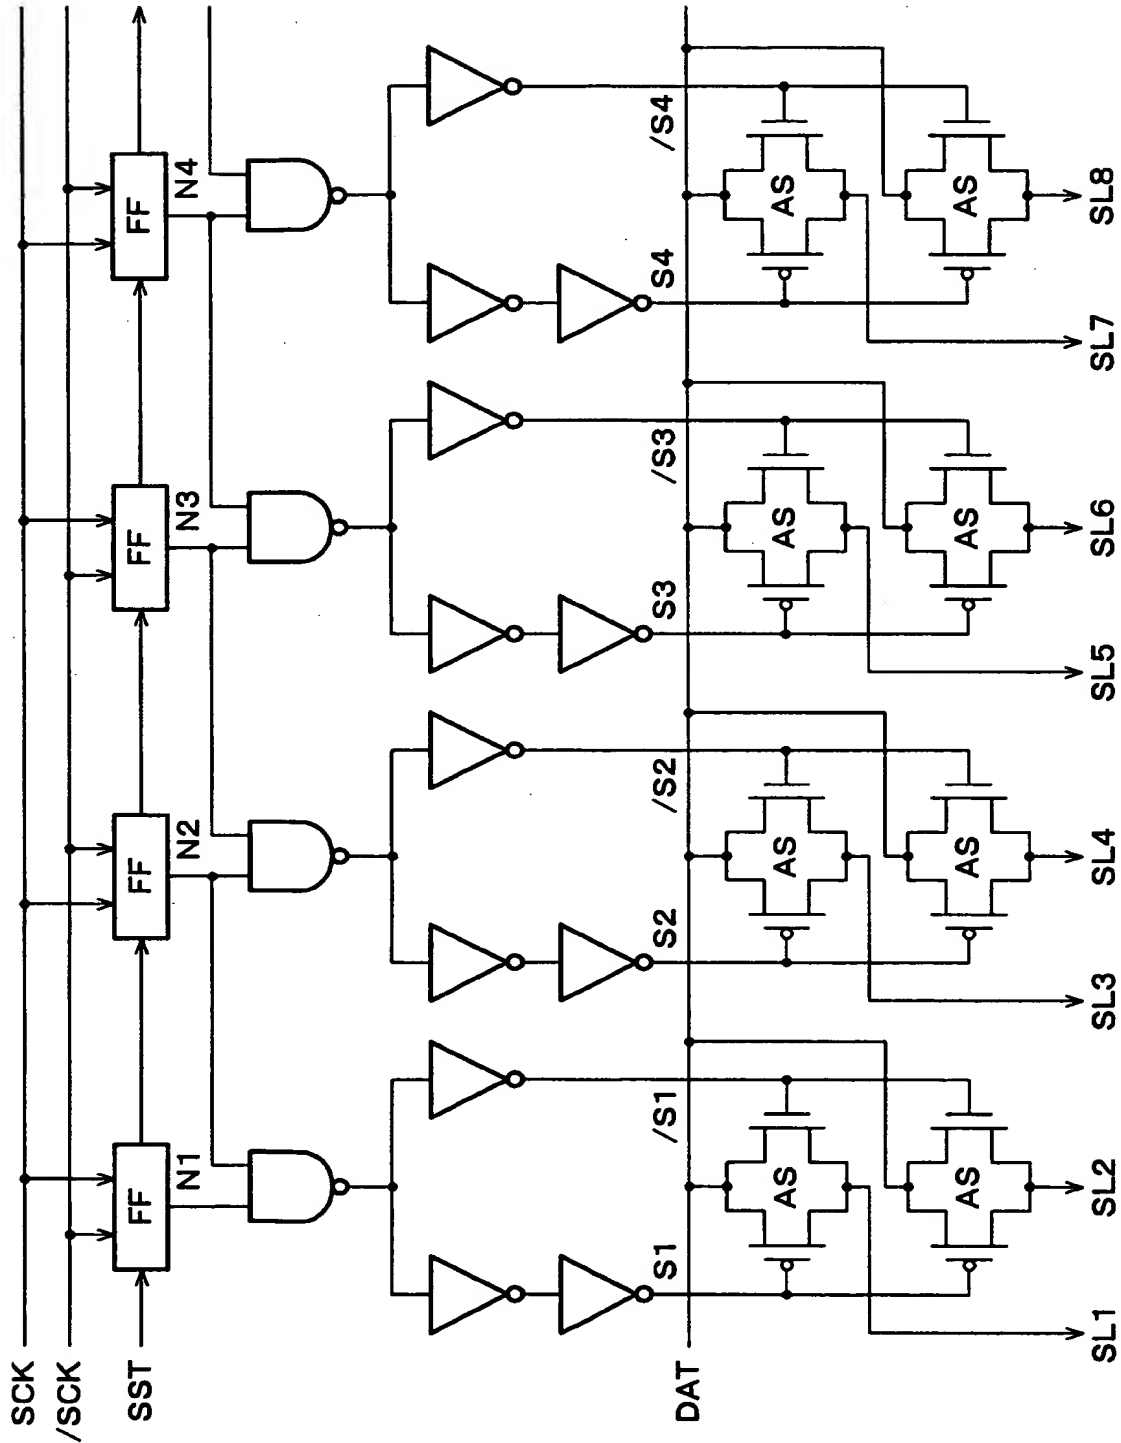 SCK
/SCK
SST
FF
FF
FF
FF
N1
N2
N3
N4
S1
/S1
S2
/S2
S3
/S3
S4
/S4
DAT
AS
AS
AS
AS
AS
AS
AS
AS
SL1
SL2
SL3
SL4
SL5
SL6
SL7
SL8